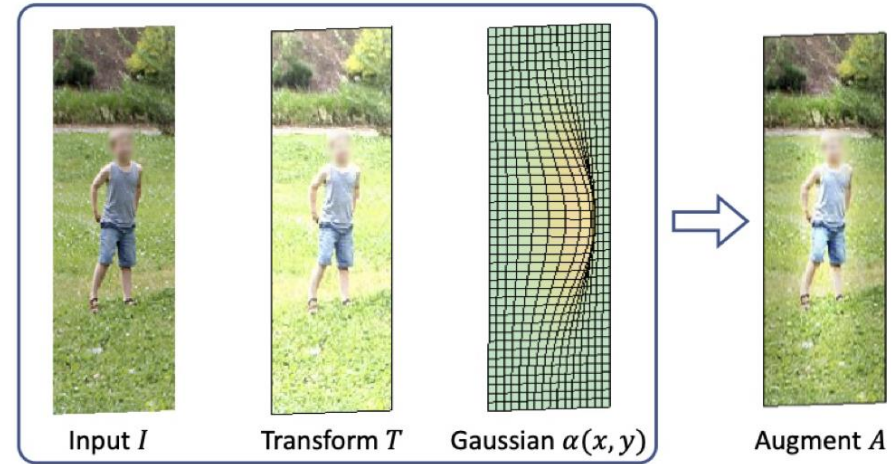 Input I
Transform T
Gaussian α(x, y)
Augment A